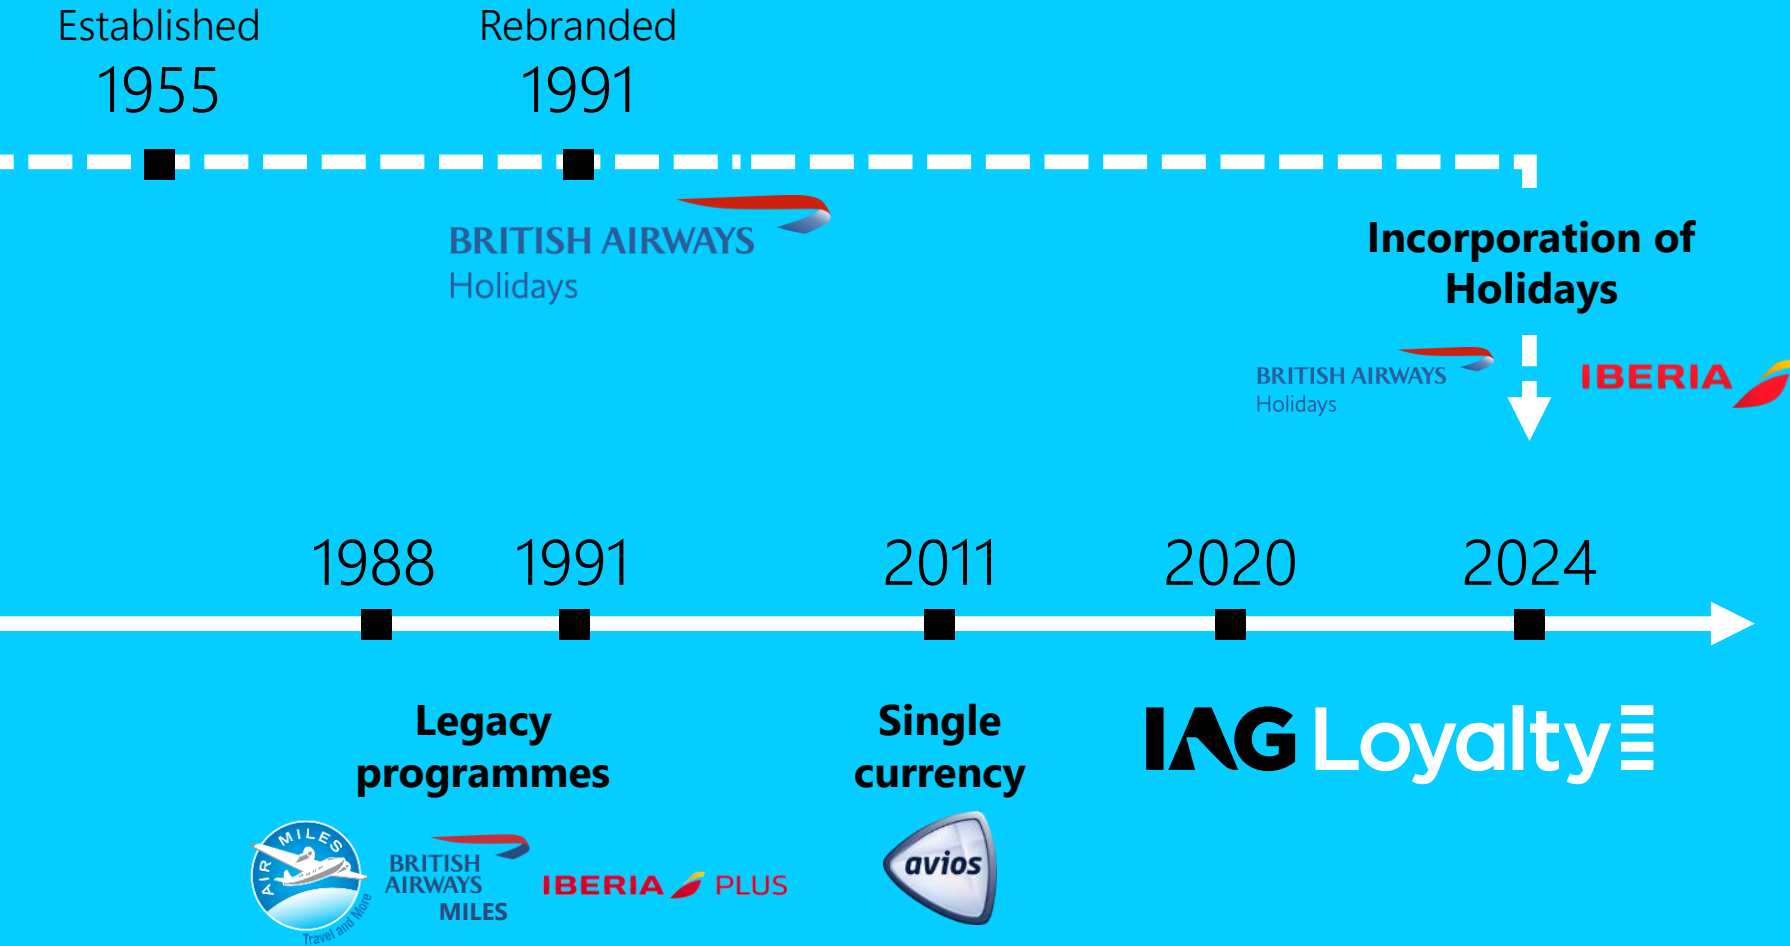 Established
1955
Rebranded
1991
BRITISH AIRWAYS
Holidays
Incorporation of
Holidays
BRITISH AIRWAYS
Holidays
IBERIA
1988
1991
2011
2020
2024
Legacy
programmes
Single
currency
IAG Loyalty
AIR MILES
Travel and More
BRITISH
AIRWAYS
MILES
IBERIA PLUS
avios